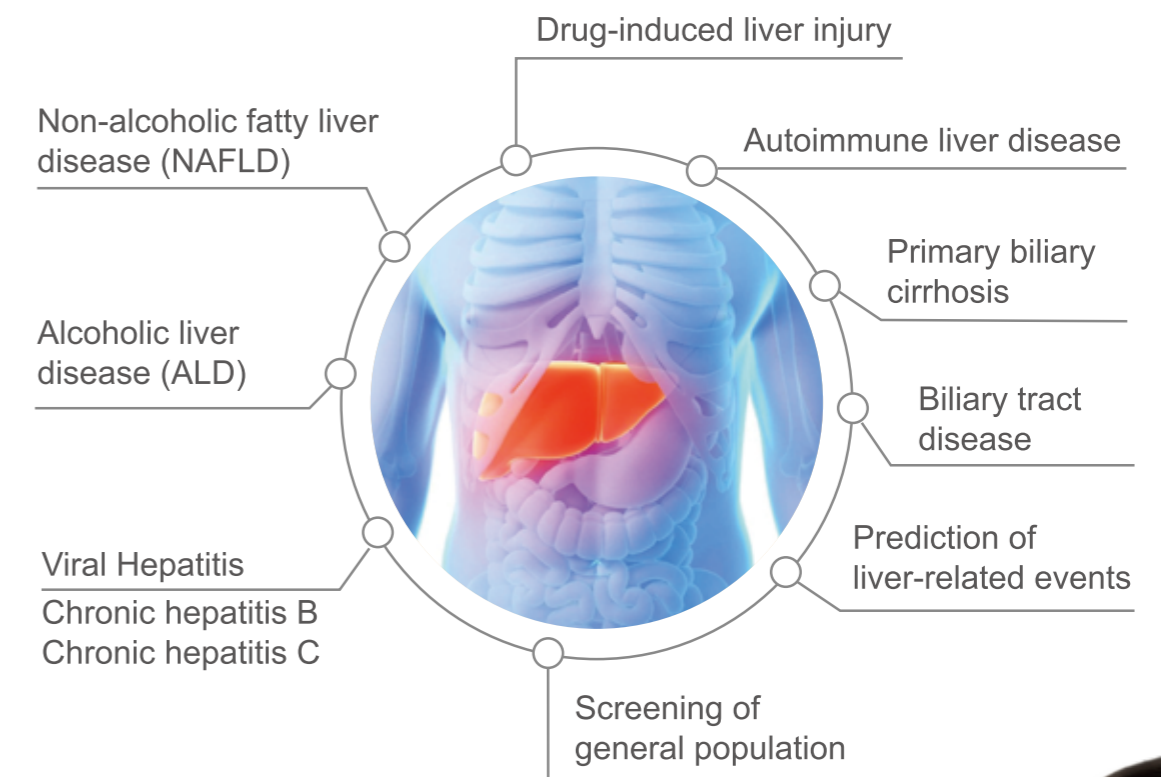 Drug-induced liver injury
Non-alcoholic fatty liver
disease (NAFLD)
Autoimmune liver disease
Primary biliary
cirrhosis
Alcoholic liver
disease (ALD)
Biliary tract
disease
Prediction of
liver-related events
Viral Hepatitis
Chronic hepatitis B
Chronic hepatitis C
Screening of
general population